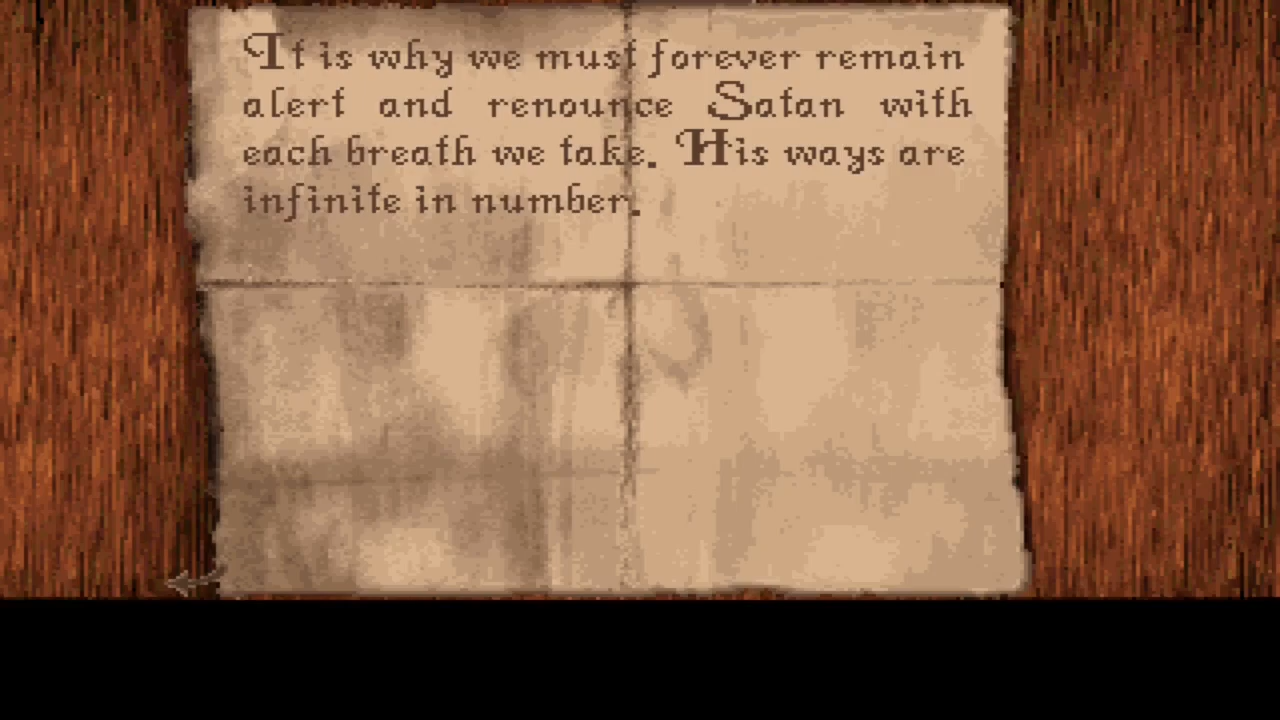 It is why we must forever remain
alert and renounce Satan with
each breath we take. His ways are
infinite in number.